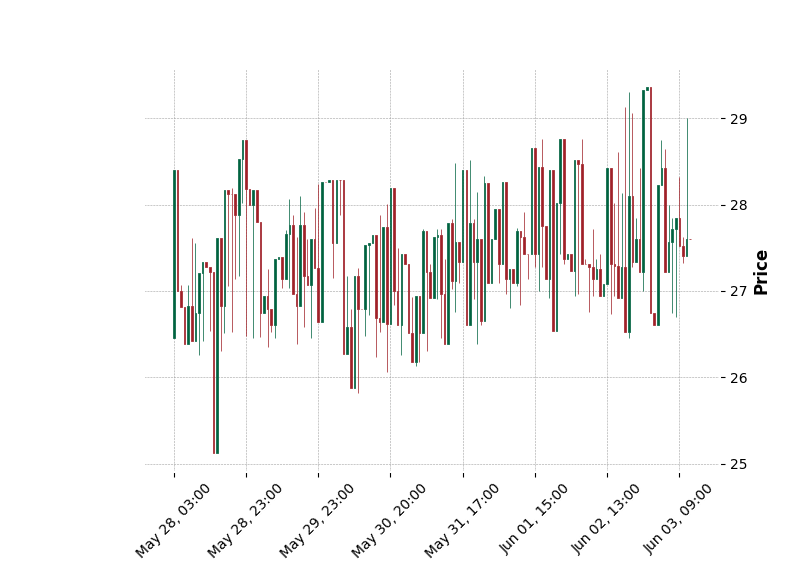 29
28
27
26
25
Price
May 28, 03:00
May 28, 23:00
May 29, 23:00
May 30, 20:00
May 31, 17:00
Jun 01, 15:00
Jun 02, 13:00
Jun 03, 09:00